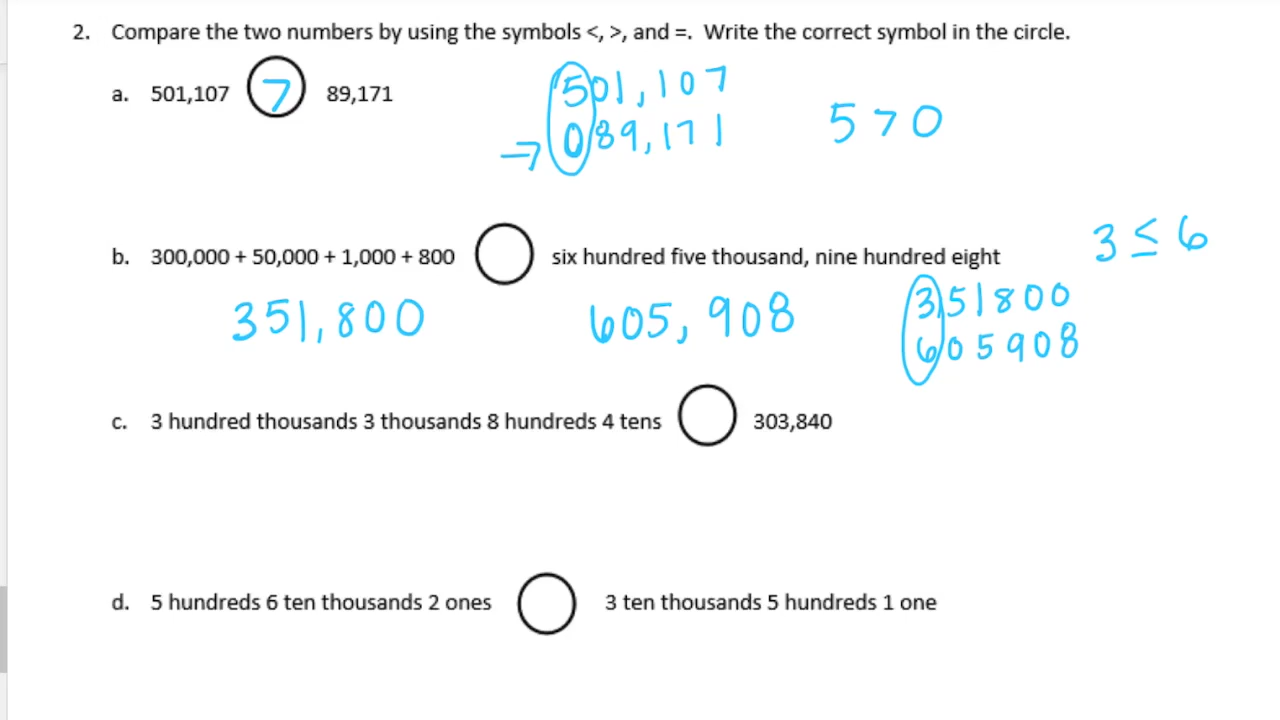 2. Compare the two numbers by using the symbols <, >, and =. Write the correct symbol in the circle.
a. 501,107 > 89,171
501,107
→ 089,171
5 > 0
b. 300,000 + 50,000 + 1,000 + 800 six hundred five thousand, nine hundred eight
3 ≤ 6
351,800 605,908
351800
605908
c. 3 hundred thousands 3 thousands 8 hundreds 4 tens 303,840
d. 5 hundreds 6 ten thousands 2 ones 3 ten thousands 5 hundreds 1 one